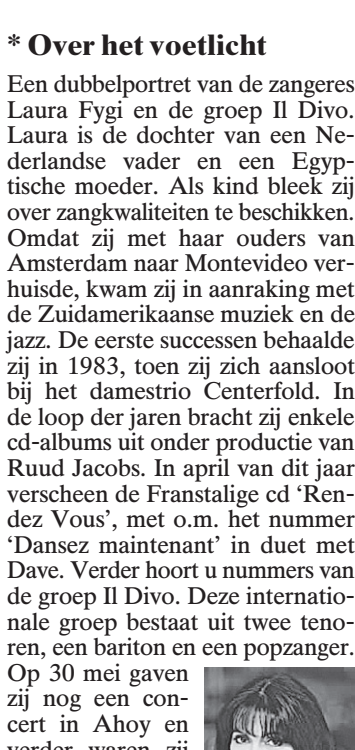 * Over het voetlicht
Een dubbelportret van de zangeres
Laura Fygi en de groep Il Divo.
Laura is de dochter van een Ne-
derlandse vader en een Egyp-
tische moeder. Als kind bleek zij
over zangkwaliteiten te beschikken.
Omdat zij met haar ouders van
Amsterdam naar Montevideo ver-
huisde, kwam zij in aanraking met
de Zuidamerikaanse muziek en de
jazz. De eerste successen behaalde
zij in 1983, toen zij zich aansloot
bij het damestrio Centerfold. In
de loop der jaren bracht zij enkele
cd-albums uit onder productie van
Ruud Jacobs. In april van dit jaar
verscheen de Franstalige cd ‘Ren-
dez Vous’, met o.m. het nummer
‘Dansez maintenant’ in duet met
Dave. Verder hoort u nummers van
de groep Il Divo. Deze internatio-
nale groep bestaat uit twee teno-
ren, een bariton en een popzanger.
Op 30 mei gaven
zij nog een con-
cert in Ahoy en
verder waren zij